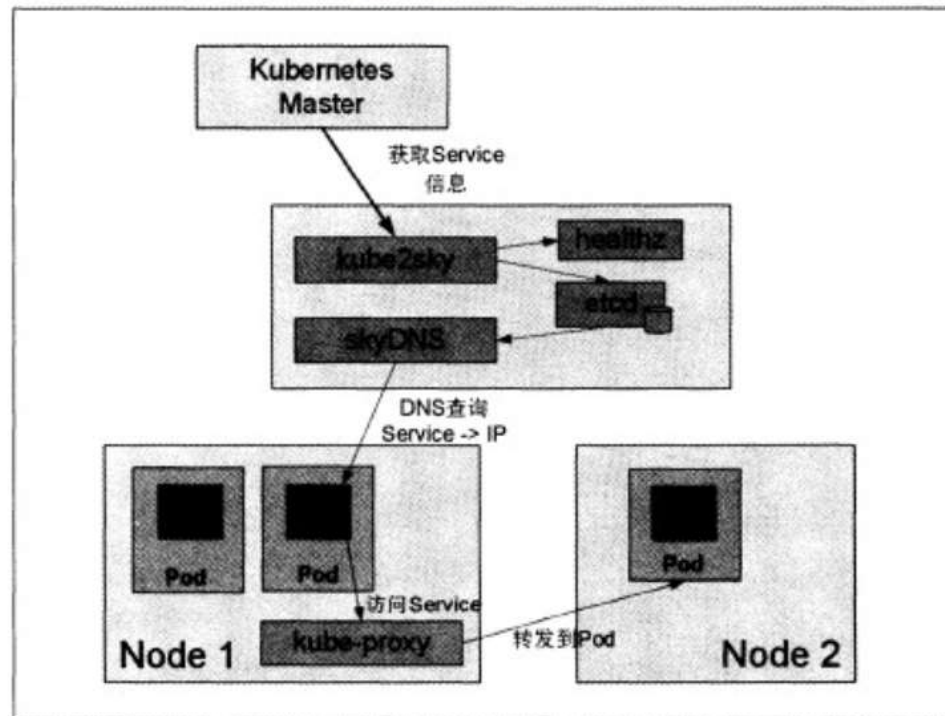 Kubernetes
Master
获取Service
信息
kube2sky
healthz
etcd
skyDNS
DNS查询
Service -> IP
Pod
Pod
Pod
访问Service
kube-proxy
转发到Pod
Node 1
Node 2